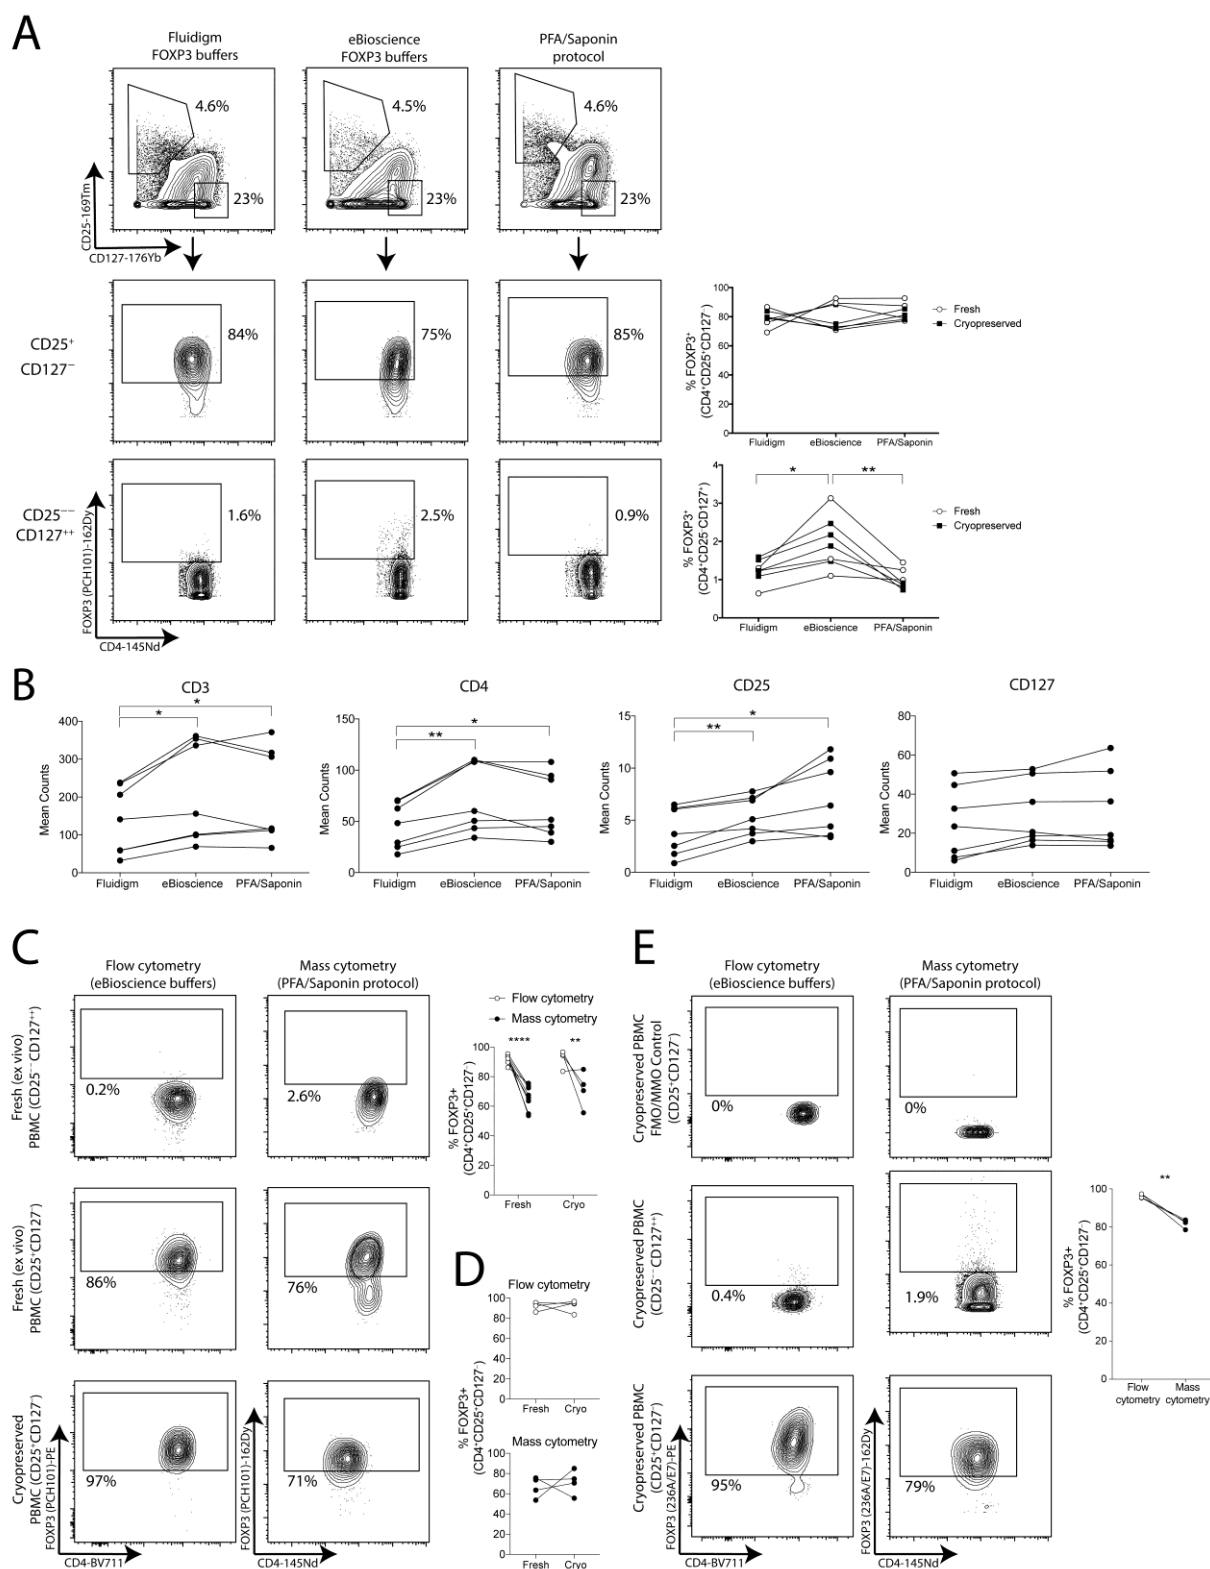 A
Fluidigm
FOXP3 buffers
eBioscience
FOXP3 buffers
PFA/Saponin
protocol
4.6%
4.5%
4.6%
23%
23%
23%
CD25-169Tm
CD127-176Yb
CD25⁺
CD127⁻
84%
75%
85%
CD25⁻⁻
CD127⁺⁺
1.6%
2.5%
0.9%
FOXP3 (PCH101)-162Dy
CD4-145Nd
% FOXP3⁺
(CD4⁺CD25⁺CD127⁻)
100
80
60
40
20
0
Fluidigm
eBioscience
PFA/Saponin
Fresh
Cryopreserved
% FOXP3⁺
(CD4⁺CD25⁻CD127⁺)
4
3
2
1
0
*
**
Fluidigm
eBioscience
PFA/Saponin
Fresh
Cryopreserved
B
CD3
Mean Counts
400
300
200
100
0
*
*
Fluidigm
eBioscience
PFA/Saponin
CD4
Mean Counts
150
100
50
0
*
**
Fluidigm
eBioscience
PFA/Saponin
CD25
Mean Counts
15
10
5
0
*
**
Fluidigm
eBioscience
PFA/Saponin
CD127
Mean Counts
80
60
40
20
0
Fluidigm
eBioscience
PFA/Saponin
C
Flow cytometry
(eBioscience buffers)
Mass cytometry
(PFA/Saponin protocol)
Fresh (ex vivo)
PBMC (CD25⁻⁻CD127⁺⁺)
0.2%
2.6%
Fresh (ex vivo)
PBMC (CD25⁺CD127⁻)
86%
76%
Cryopreserved
PBMC (CD25⁺CD127⁻)
97%
71%
FOXP3 (PCH101)-PE
CD4-BV711
FOXP3 (PCH101)-162Dy
CD4-145Nd
Flow cytometry
Mass cytometry
****
**
% FOXP3+
(CD4⁺CD25⁺CD127⁻)
100
80
60
40
20
0
Fresh
Cryo
D
Flow cytometry
100
80
60
40
20
0
Fresh
Cryo
% FOXP3+
(CD4⁺CD25⁺CD127⁻)
Mass cytometry
100
80
60
40
20
0
Fresh
Cryo
E
Flow cytometry
(eBioscience buffers)
Mass cytometry
(PFA/Saponin protocol)
Cryopreserved PBMC
FMO/MMO Control
(CD25⁺CD127⁻)
0%
0%
Cryopreserved PBMC
(CD25⁻⁻CD127⁺⁺)
0.4%
1.9%
Cryopreserved PBMC
(CD25⁺CD127⁻)
95%
79%
FOXP3 (236A/E7)-PE
CD4-BV711
FOXP3 (236A/E7)-162Dy
CD4-145Nd
**
% FOXP3+
(CD4⁺CD25⁺CD127⁻)
100
80
60
40
20
0
Flow
cytometry
Mass
cytometry